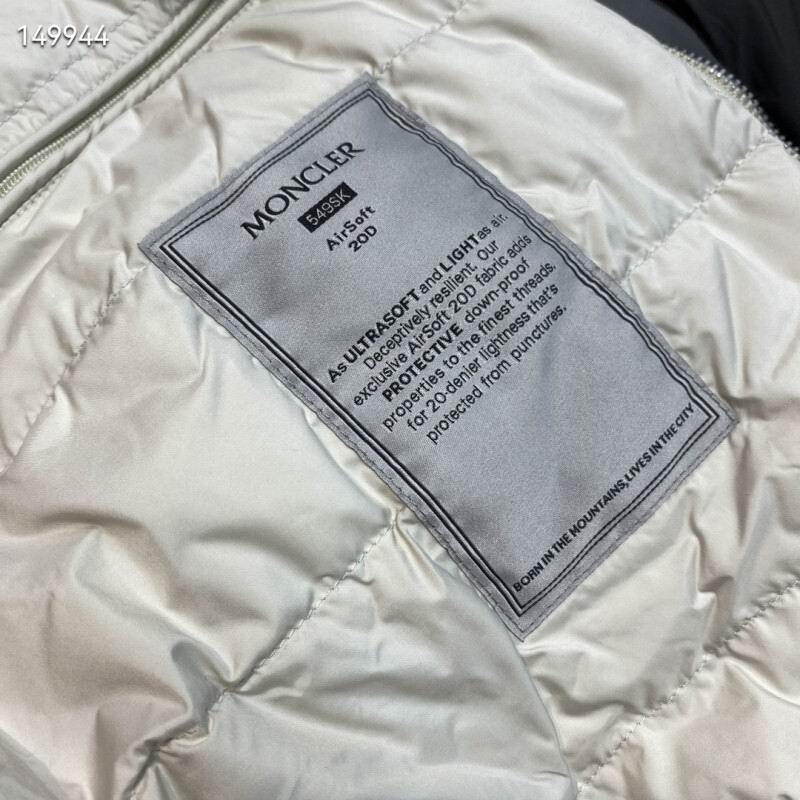 149944
MONCLER
549SK
AirSoft
20D
As ULTRASOFT and LIGHT as air.
Deceptively resilient. Our
exclusive AirSoft 20D fabric adds
PROTECTIVE down-proof
properties to the finest threads,
for 20-denier lightness that's
protected from punctures.
BORN IN THE MOUNTAINS, LIVES IN THE CITY